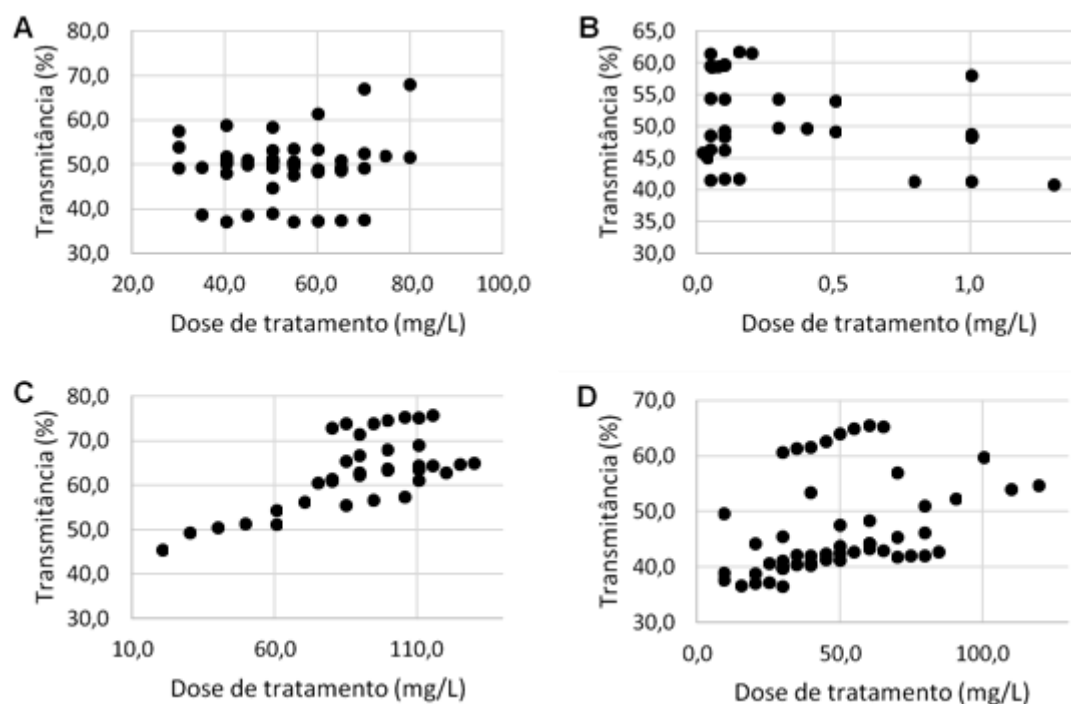 A
Transmitância (%)
80,0
70,0
60,0
50,0
40,0
30,0
20,0 40,0 60,0 80,0 100,0
Dose de tratamento (mg/L)
B
Transmitância (%)
65,0
60,0
55,0
50,0
45,0
40,0
35,0
30,0
0,0 0,5 1,0
Dose de tratamento (mg/L)
C
Transmitância (%)
80,0
70,0
60,0
50,0
40,0
30,0
10,0 60,0 110,0
Dose de tratamento (mg/L)
D
Transmitância (%)
70,0
60,0
50,0
40,0
30,0
0,0 50,0 100,0
Dose de tratamento (mg/L)